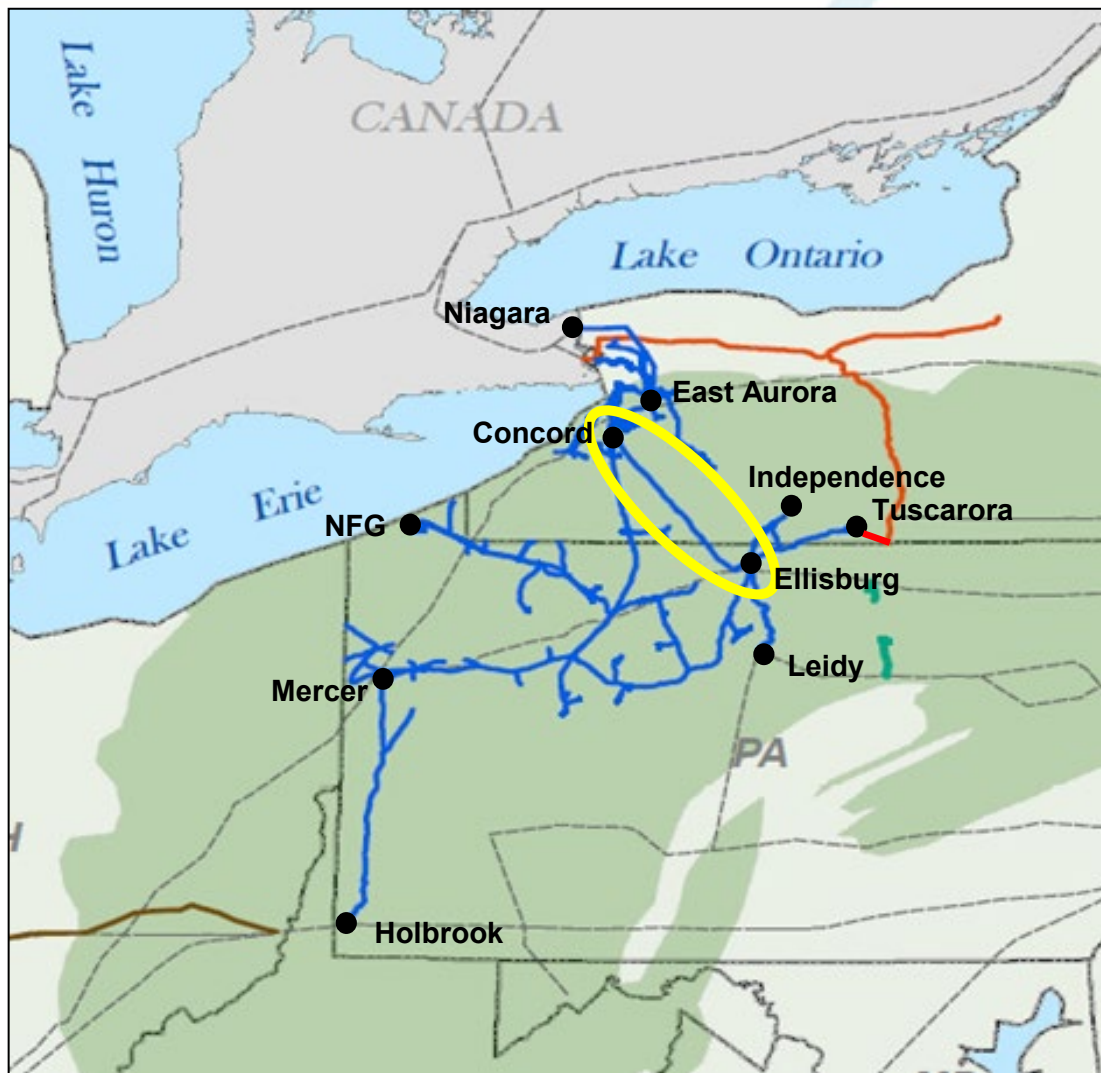 Lake
Huron
CANADA
Lake Ontario
Niagara
East Aurora
Concord
Independence
Lake Erie
NFG
Tuscarora
Ellisburg
Leidy
Mercer
PA
H
Holbrook